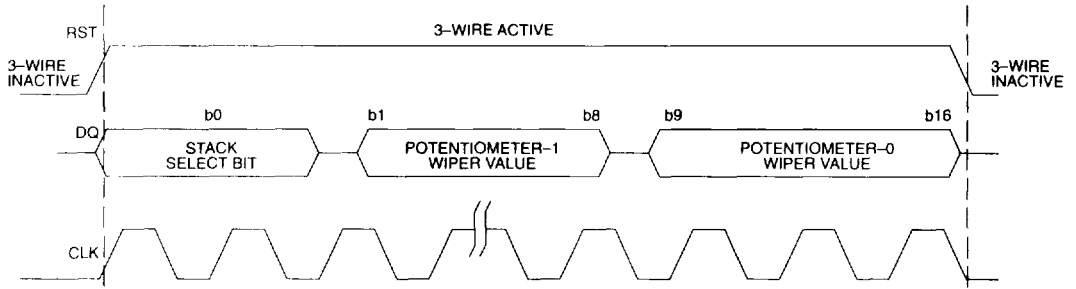 RST
3–WIRE ACTIVE
3–WIRE
INACTIVE
3–WIRE
INACTIVE
DQ
b0
b1
b8
b9
b16
STACK
SELECT BIT
POTENTIOMETER–1
WIPER VALUE
POTENTIOMETER–0
WIPER VALUE
CLK